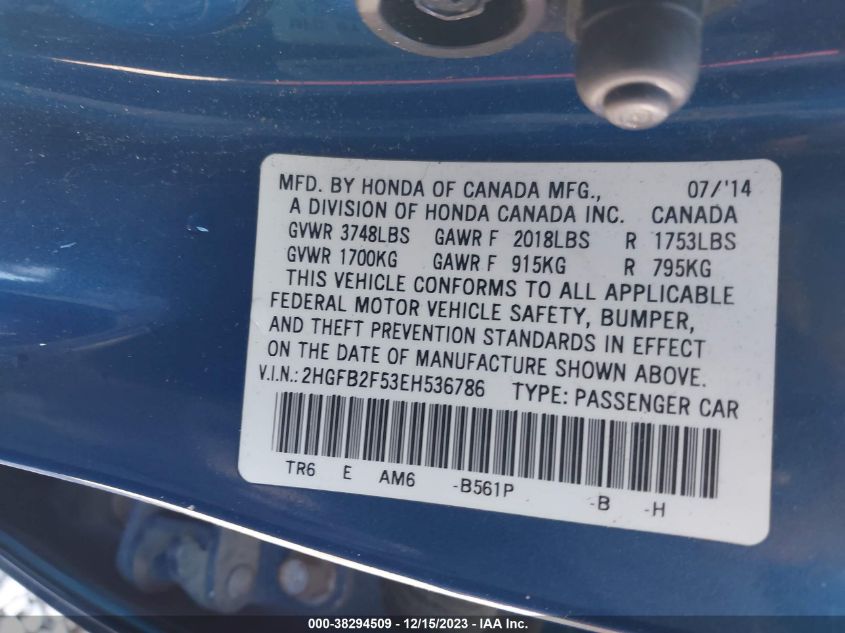 MFD. BY HONDA OF CANADA MFG., 07/'14
A DIVISION OF HONDA CANADA INC. CANADA
GVWR 3748LBS GAWR F 2018LBS R 1753LBS
GVWR 1700KG GAWR F 915KG R 795KG
THIS VEHICLE CONFORMS TO ALL APPLICABLE
FEDERAL MOTOR VEHICLE SAFETY, BUMPER,
AND THEFT PREVENTION STANDARDS IN EFFECT
ON THE DATE OF MANUFACTURE SHOWN ABOVE.
V.I.N.: 2HGFB2F53EH536786 TYPE: PASSENGER CAR
TR6 E AM6 -B561P -B -H
000-38294509 - 12/15/2023 - IAA Inc.